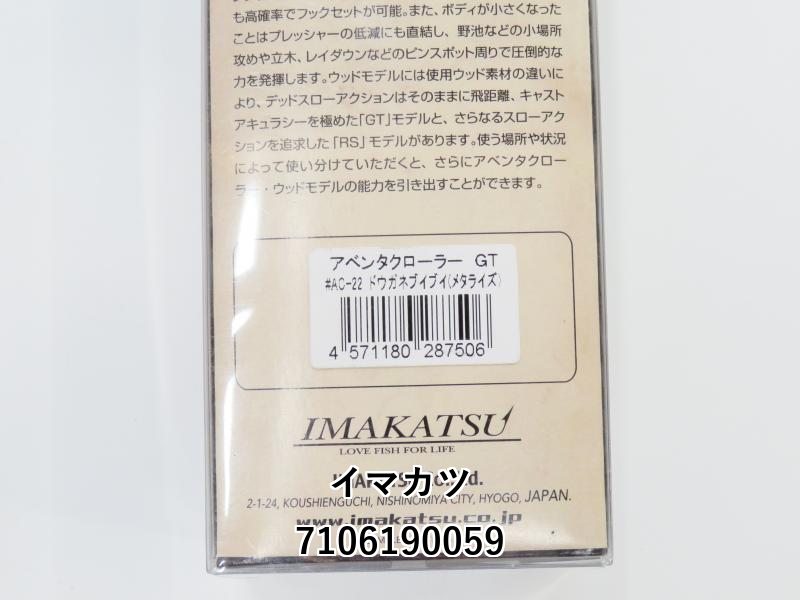 も高確率でフックセットが可能。また、ボディが小さくなった
ことはプレッシャーの低減にも直結し、野池などの小場所
攻めや立木、レイダウンなどのピンスポット周りで圧倒的な
力を発揮します。ウッドモデルには使用ウッド素材の違いに
より、デッドスローアクションはそのままに飛距離、キャスト
アキュラシーを極めた「GT」モデルと、さらなるスローアク
ションを追求した「RS」モデルがあります。使う場所や状況
によって使い分けていただくと、さらにアベンタクロー
ラー・ウッドモデルの能力を引き出すことができます。
アベンタクローラー GT
#AC-22 ドウガネブイブイ(メタライズ)
4 571180 287506
IMAKATSU
LOVE FISH FOR LIFE
イマカツ
2-1-24, KOUSHIENGUCHI, NISHINOMIYA CITY, HYOGO, JAPAN.
www.imakatsu.co.jp
7106190059